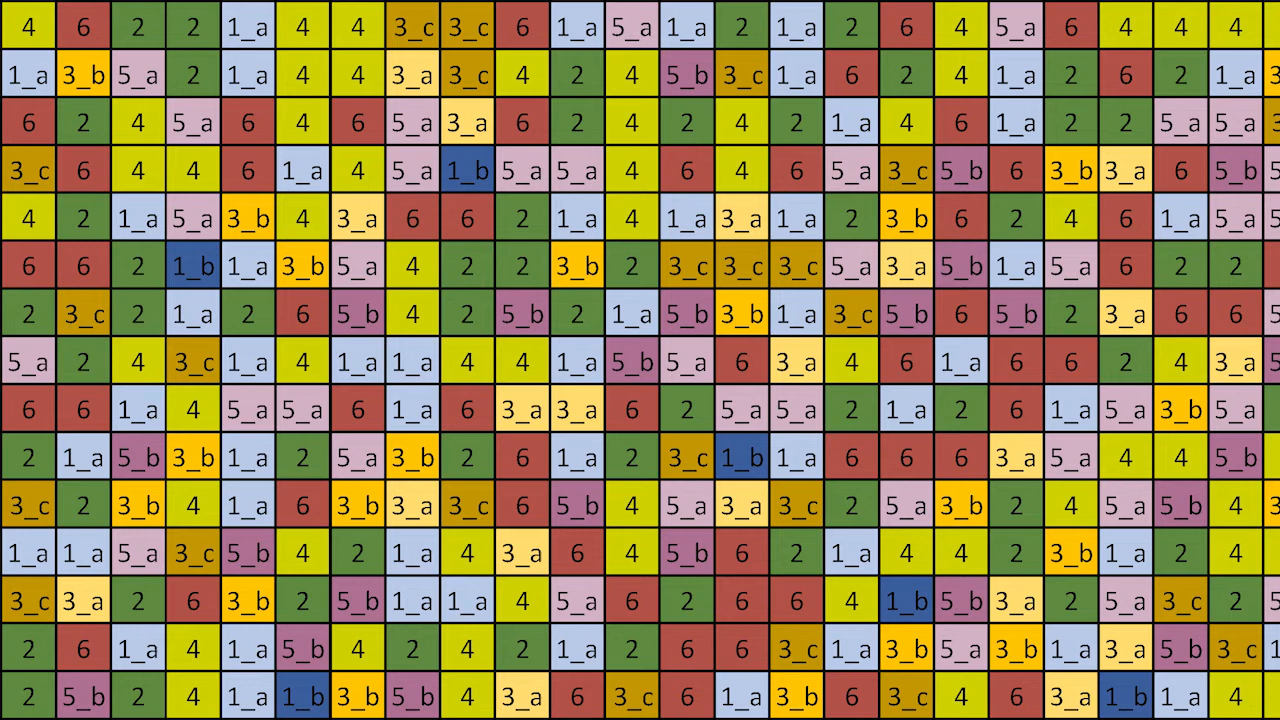 4 6 2 2 1_a 4 4 3_c 3_c 6 1_a 5_a 1_a 2 1_a 2 6 4 5_a 6 4 4 4
1_a 3_b 5_a 2 1_a 4 4 3_a 3_c 4 2 4 5_b 3_c 1_a 6 2 4 1_a 2 6 2 1_a 3
6 2 4 5_a 6 4 6 5_a 3_a 6 2 4 2 4 2 1_a 4 6 1_a 2 2 5_a 5_a 3
3_c 6 4 4 6 1_a 4 5_a 1_b 5_a 5_a 4 6 4 6 5_a 3_c 5_b 6 3_b 3_a 6 5_b 5
4 2 1_a 5_a 3_b 4 3_a 6 6 2 1_a 4 1_a 3_a 1_a 2 3_b 6 2 4 6 1_a 5_a 5
6 6 2 1_b 1_a 3_b 5_a 4 2 2 3_b 2 3_c 3_c 3_c 5_a 3_a 5_b 1_a 5_a 6 2 2
2 3_c 2 1_a 2 6 5_b 4 2 5_b 2 1_a 5_b 3_b 1_a 3_c 5_b 6 5_b 2 3_a 6 6 5
5_a 2 4 3_c 1_a 4 1_a 1_a 4 4 1_a 5_b 5_a 6 3_a 4 6 1_a 6 6 2 4 3_a 5
6 6 1_a 4 5_a 5_a 6 1_a 6 3_a 3_a 6 2 5_a 5_a 2 1_a 2 6 1_a 5_a 3_b 5_a
2 1_a 5_b 3_b 1_a 2 5_a 3_b 2 6 1_a 2 3_c 1_b 1_a 6 6 6 3_a 5_a 4 4 5_b
3_c 2 3_b 4 1_a 6 3_b 3_a 3_c 6 5_b 4 5_a 3_a 3_c 2 5_a 3_b 2 4 5_a 5_b 4 3
1_a 1_a 5_a 3_c 5_b 4 2 1_a 4 3_a 6 4 5_b 6 2 1_a 4 4 2 3_b 1_a 2 4
3_c 3_a 2 6 3_b 2 5_b 1_a 1_a 4 5_a 6 2 6 6 4 1_b 5_b 3_a 2 5_a 3_c 2 5
2 6 1_a 4 1_a 5_b 4 2 4 2 1_a 2 6 6 3_c 1_a 3_b 5_a 3_b 1_a 3_a 5_b 3_c 1
2 5_b 2 4 1_a 1_b 3_b 5_b 4 3_a 6 3_c 6 1_a 3_b 6 3_c 4 6 3_a 1_b 1_a 4